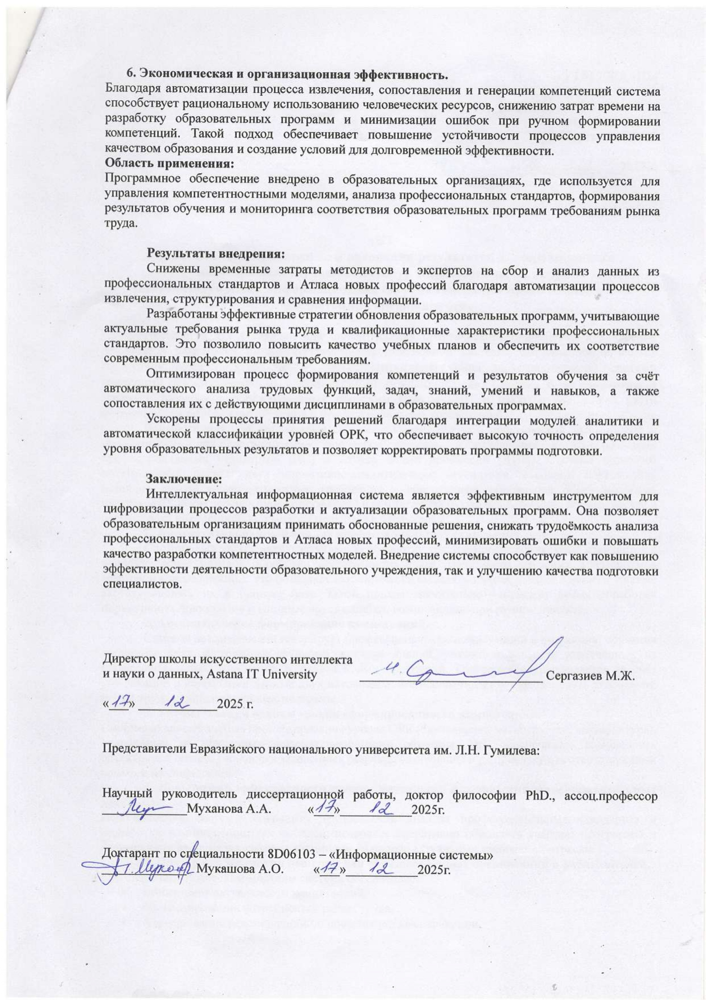 6. Экономическая и организационная эффективность.
Благодаря автоматизации процесса извлечения, сопоставления и генерации компетенций система
способствует рациональному использованию человеческих ресурсов, снижению затрат времени на
разработку образовательных программ и минимизации ошибок при ручном формировании
компетенций. Такой подход обеспечивает повышение устойчивости процессов управления
качеством образования и создание условий для долговременной эффективности.
Область применения:
Программное обеспечение внедрено в образовательных организациях, где используется для
управления компетентностными моделями, анализа профессиональных стандартов, формирования
результатов обучения и мониторинга соответствия образовательных программ требованиям рынка
труда.
Результаты внедрения:
Снижены временные затраты методистов и экспертов на сбор и анализ данных из
профессиональных стандартов и Атласа новых профессий благодаря автоматизации процессов
извлечения, структурирования и сравнения информации.
Разработаны эффективные стратегии обновления образовательных программ, учитывающие
актуальные требования рынка труда и квалификационные характеристики профессиональных
стандартов. Это позволило повысить качество учебных планов и обеспечить их соответствие
современным профессиональным требованиям.
Оптимизирован процесс формирования компетенций и результатов обучения за счёт
автоматического анализа трудовых функций, задач, знаний, умений и навыков, а также
сопоставления их с действующими дисциплинами в образовательных программах.
Ускорены процессы принятия решений благодаря интеграции модулей аналитики и
автоматической классификации уровней ОРК, что обеспечивает высокую точность определения
уровня образовательных результатов и позволяет корректировать программы подготовки.
Заключение:
Интеллектуальная информационная система является эффективным инструментом для
цифровизации процессов разработки и актуализации образовательных программ. Она позволяет
образовательным организациям принимать обоснованные решения, снижать трудоёмкость анализа
профессиональных стандартов и Атласа новых профессий, минимизировать ошибки и повышать
качество разработки компетентностных моделей. Внедрение системы способствует как повышению
эффективности деятельности образовательного учреждения, так и улучшению качества подготовки
специалистов.
Директор школы искусственного интеллекта
и науки о данных, Astana IT University ____________ Сергазиев М.Ж.
«17» 12 2025 г.
Представители Евразийского национального университета им. Л.Н. Гумилева:
Научный руководитель диссертационной работы, доктор философии PhD., ассоц.профессор
____________Муханова А.А. «17» 12 2025г.
Доктарант по специальности 8D06103 – «Информационные системы»
____________ Мукашова А.О. «17» 12 2025г.